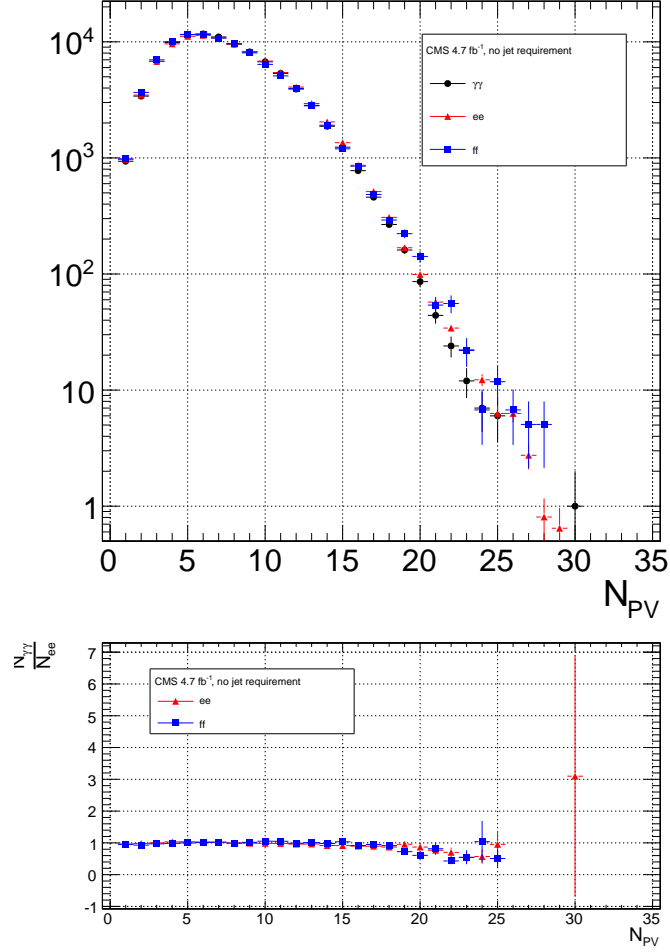 10⁴
10³
10²
10
1
CMS 4.7 fb⁻¹, no jet requirement
γγ
ee
ff
0 5 10 15 20 25 30 35
N_PV
N_γγ
N_ee
7
6
5
4
3
2
1
0
-1
CMS 4.7 fb⁻¹, no jet requirement
ee
ff
0 5 10 15 20 25 30 35
N_PV